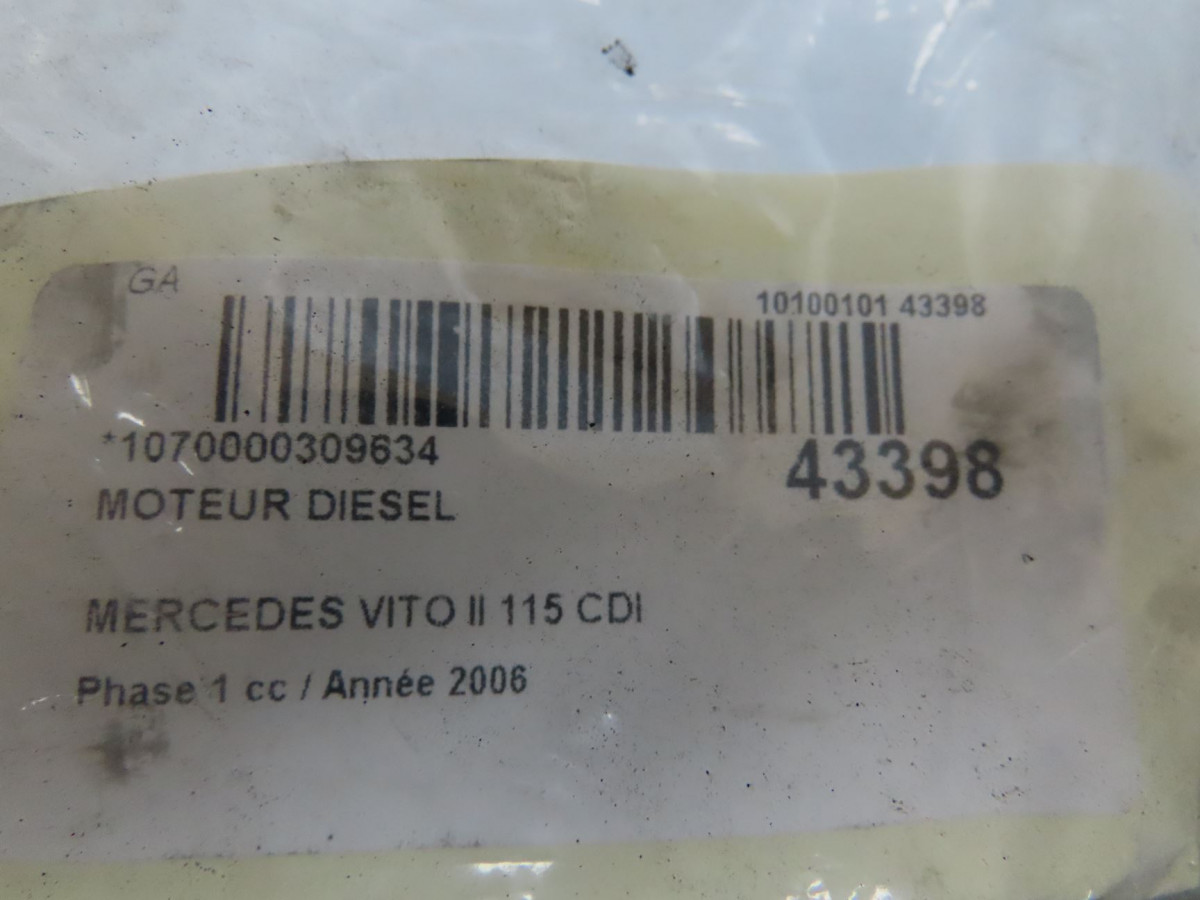 GA
10100101 43398
*1070000309634
43398
MOTEUR DIESEL
MERCEDES VITO II 115 CDI
Phase 1 cc / Année 2006